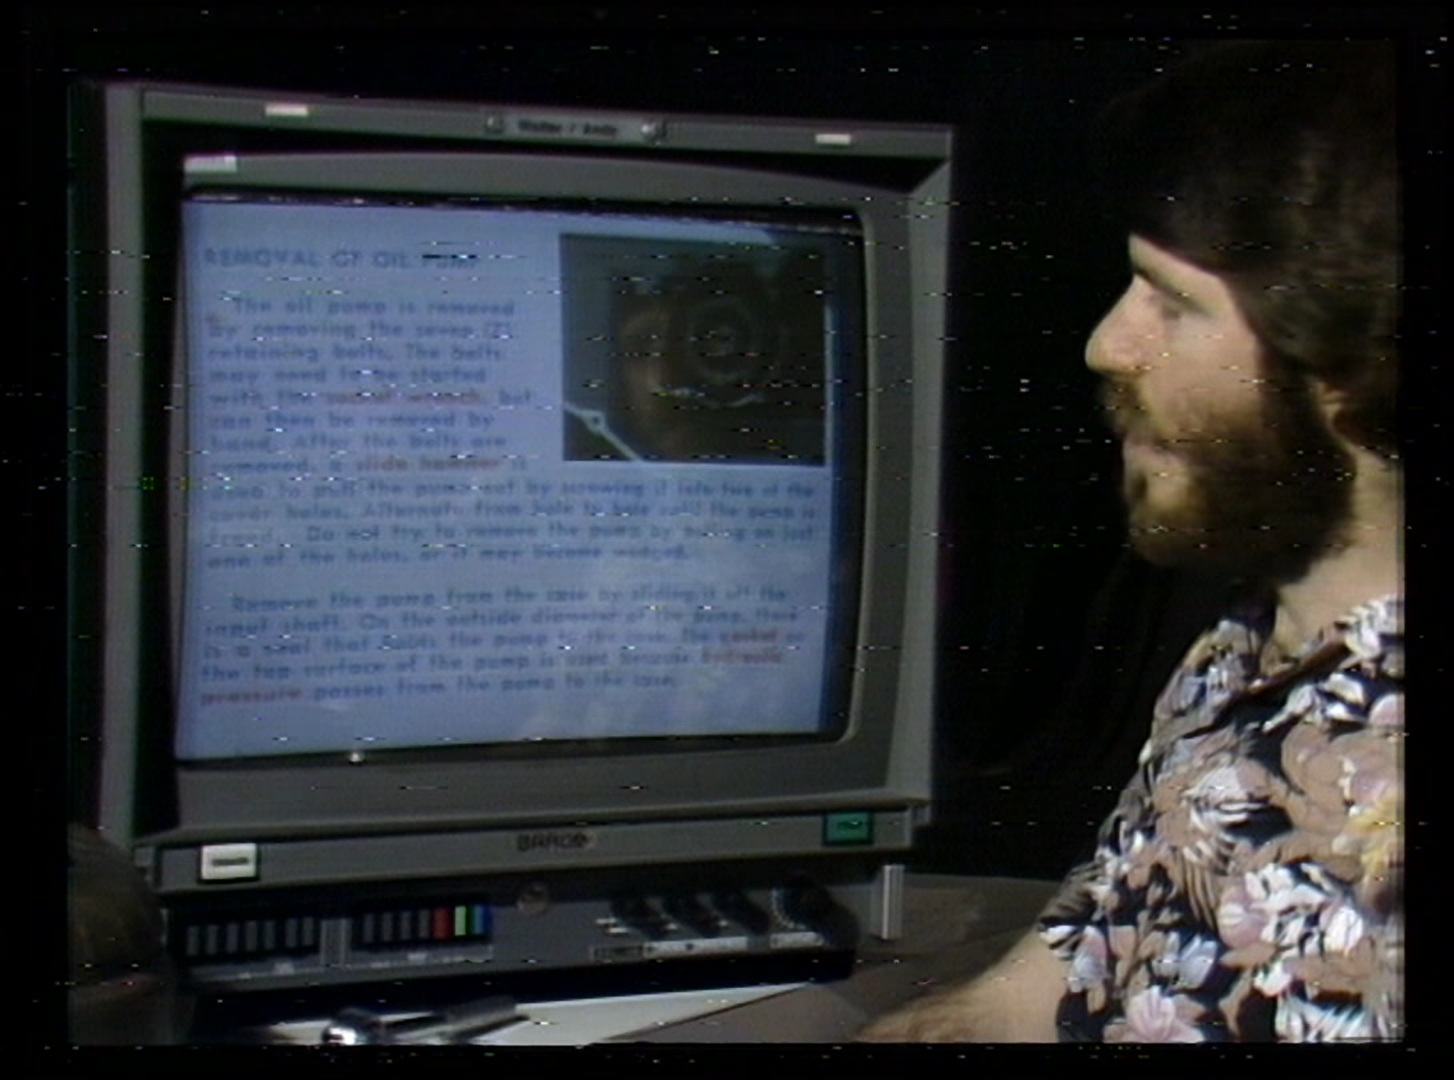 REMOVAL OF OIL PUMP
The oil pump is removed
by removing the seven (7)
retaining bolts. The bolts
may need to be started
with the socket wrench, but
can then be removed by
hand. After the bolts are
removed, a slide hammer is
used to pull the pump out by screwing it into two of the
cover holes. Alternate from hole to hole until the pump is
freed. Do not try to remove the pump by pulling on just
one of the holes, or it may become wedged.
Remove the pump from the case by sliding it off the
input shaft. On the outside diameter of the pump, there
is a seal that holds the pump to the case. The gasket on
the top surface of the pump is used because hydraulic
pressure passes from the pump to the case.
BARCO